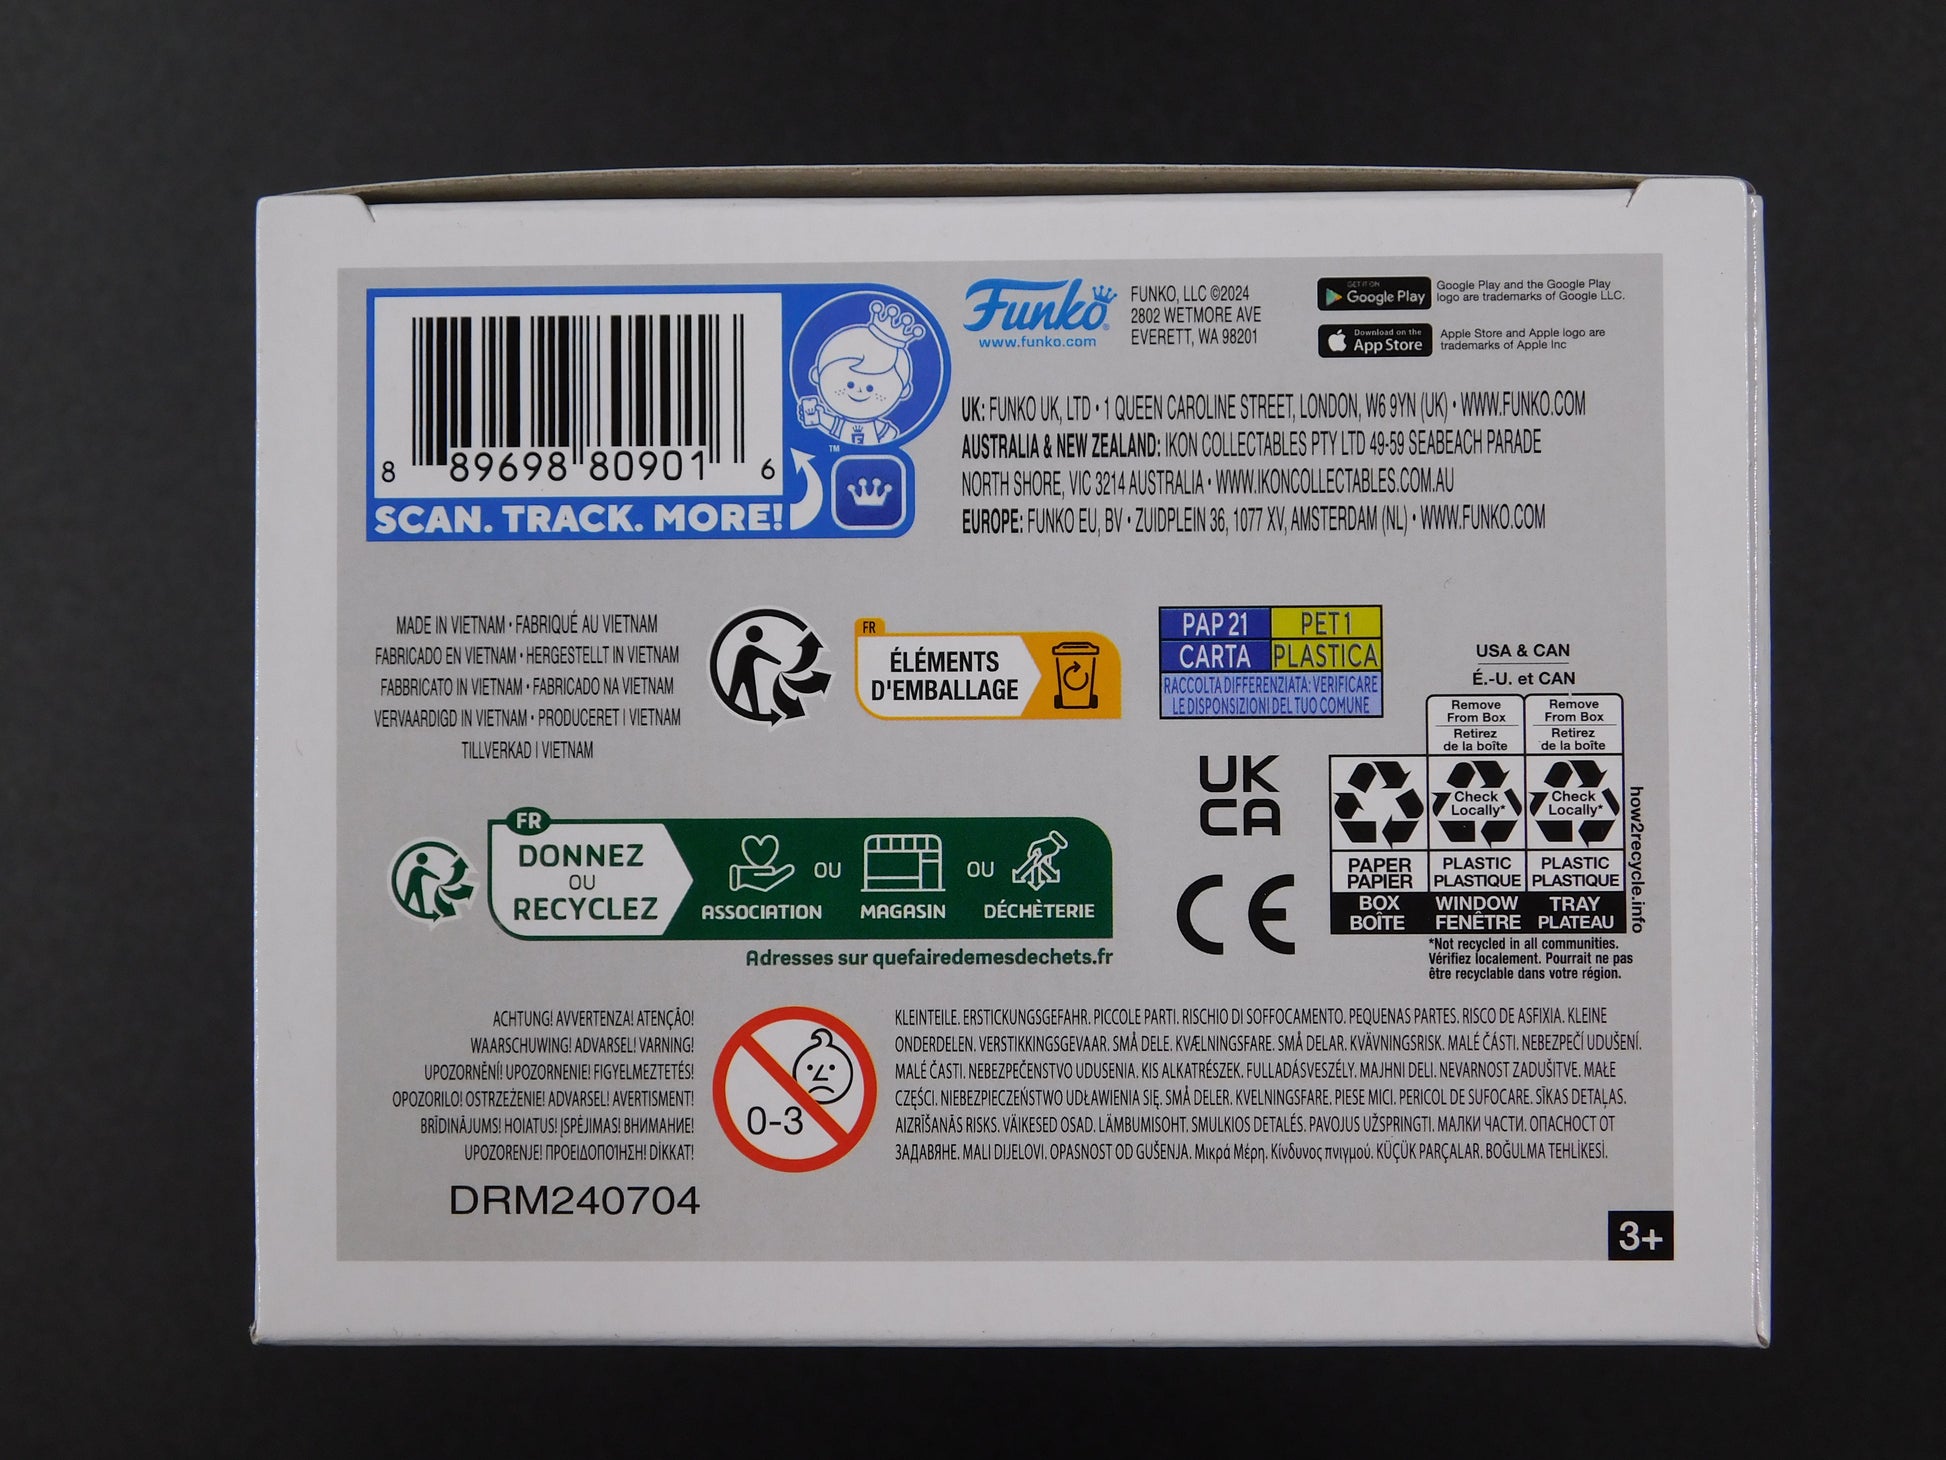 8 89698 80901 6
SCAN. TRACK. MORE!
TM
Funko
www.funko.com
FUNKO, LLC ©2024
2802 WETMORE AVE
EVERETT, WA 98201
GET IT ON
Google Play
Google Play and the Google Play
logo are trademarks of Google LLC.
Download on the
App Store
Apple Store and Apple logo are
trademarks of Apple Inc
UK: FUNKO UK, LTD • 1 QUEEN CAROLINE STREET, LONDON, W6 9YN (UK) • WWW.FUNKO.COM
AUSTRALIA & NEW ZEALAND: IKON COLLECTABLES PTY LTD 49-59 SEABEACH PARADE
NORTH SHORE, VIC 3214 AUSTRALIA • WWW.IKONCOLLECTABLES.COM.AU
EUROPE: FUNKO EU, BV • ZUIDPLEIN 36, 1077 XV, AMSTERDAM (NL) • WWW.FUNKO.COM
MADE IN VIETNAM • FABRIQUÉ AU VIETNAM
FABRICADO EN VIETNAM • HERGESTELLT IN VIETNAM
FABBRICATO IN VIETNAM • FABRICADO NA VIETNAM
VERVAARDIGD IN VIETNAM • PRODUCERET I VIETNAM
TILLVERKAD I VIETNAM
FR
ÉLÉMENTS
D'EMBALLAGE
PAP 21
CARTA
PET 1
PLASTICA
RACCOLTA DIFFERENZIATA: VERIFICARE
LE DISPONSIZIONI DEL TUO COMUNE
USA & CAN
É.-U. et CAN
Remove
From Box
Retirez
de la boîte
Remove
From Box
Retirez
de la boîte
Check
Locally*
Check
Locally*
PAPER
PAPIER
BOX
BOÎTE
PLASTIC
PLASTIQUE
WINDOW
FENÊTRE
PLASTIC
PLASTIQUE
TRAY
PLATEAU
how2recycle.info
*Not recycled in all communities.
Vérifiez localement. Pourrait ne pas
être recyclable dans votre région.
UK
CA
CE
FR
DONNEZ
OU
RECYCLEZ
ASSOCIATION
OU
MAGASIN
OU
DÉCHÈTERIE
Adresses sur quefairedemesdechets.fr
ACHTUNG! AVVERTENZA! ATENÇÃO!
WAARSCHUWING! ADVARSEL! VARNING!
UPOZORNĚNÍ! UPOZORNENIE! FIGYELMEZTETÉS!
OPOZORILO! OSTRZEŻENIE! ADVARSEL! AVERTISMENT!
BRĪDINĀJUMS! HOIATUS! ĮSPĖJIMAS! ВНИМАНИЕ!
UPOZORENJE! ΠΡΟΕΙΔΟΠΟΊΗΣΗ! DİKKAT!
0-3
KLEINTEILE. ERSTICKUNGSGEFAHR. PICCOLE PARTI. RISCHIO DI SOFFOCAMENTO. PEQUENAS PARTES. RISCO DE ASFIXIA. KLEINE
ONDERDELEN. VERSTIKKINGSGEVAAR. SMÅ DELE. KVÆLNINGSFARE. SMÅ DELAR. KVÄVNINGSRISK. MALÉ ČÁSTI. NEBEZPEČÍ UDUŠENÍ.
MALÉ ČASTI. NEBEZPEČENSTVO UDUSENIA. KIS ALKATRÉSZEK. FULLADÁSVESZÉLY. MAJHNI DELI. NEVARNOST ZADUŠITVE. MAŁE
CZĘŚCI. NIEBEZPIECZEŃSTWO UDŁAWIENIA SIĘ. SMÅ DELER. KVELNINGSFARE. PIESE MICI. PERICOL DE SUFOCARE. SĪKAS DETAĻAS.
AIZRĪŠANĀS RISKS. VÄIKESED OSAD. LÄMBUMISOHT. SMULKIOS DETALĖS. PAVOJUS UŽSPRINGTI. МАЛКИ ЧАСТИ. ОПАСНОСТ ОТ
ЗАДАВЯНЕ. MALI DIJELOVI. OPASNOST OD GUŠENJA. Μικρά Μέρη. Κίνδυνος πνιγμού. KÜÇÜK PARÇALAR. BOĞULMA TEHLİKESİ.
DRM240704
3+